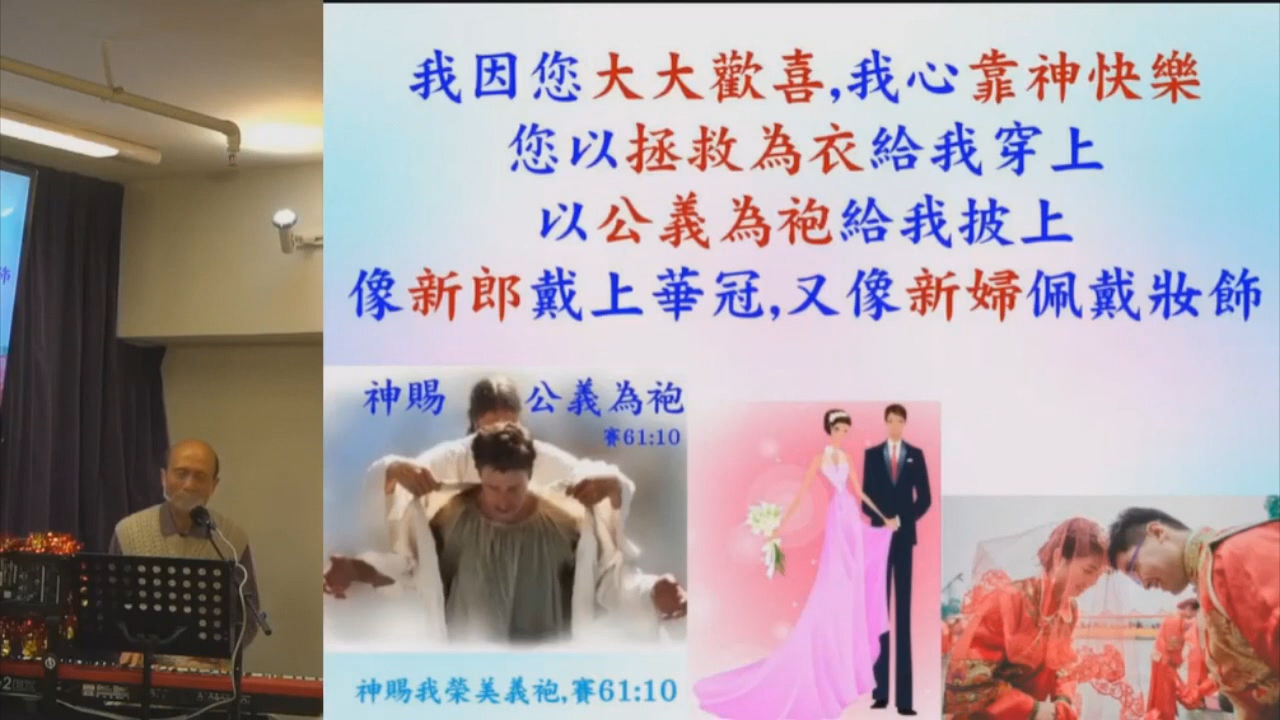 我因您大大歡喜,我心靠神快樂
您以拯救為衣給我穿上
以公義為袍給我披上
像新郎戴上華冠,又像新婦佩戴妝飾
神賜 公義為袍
賽61:10
神賜我榮美義袍,賽61:10
飾